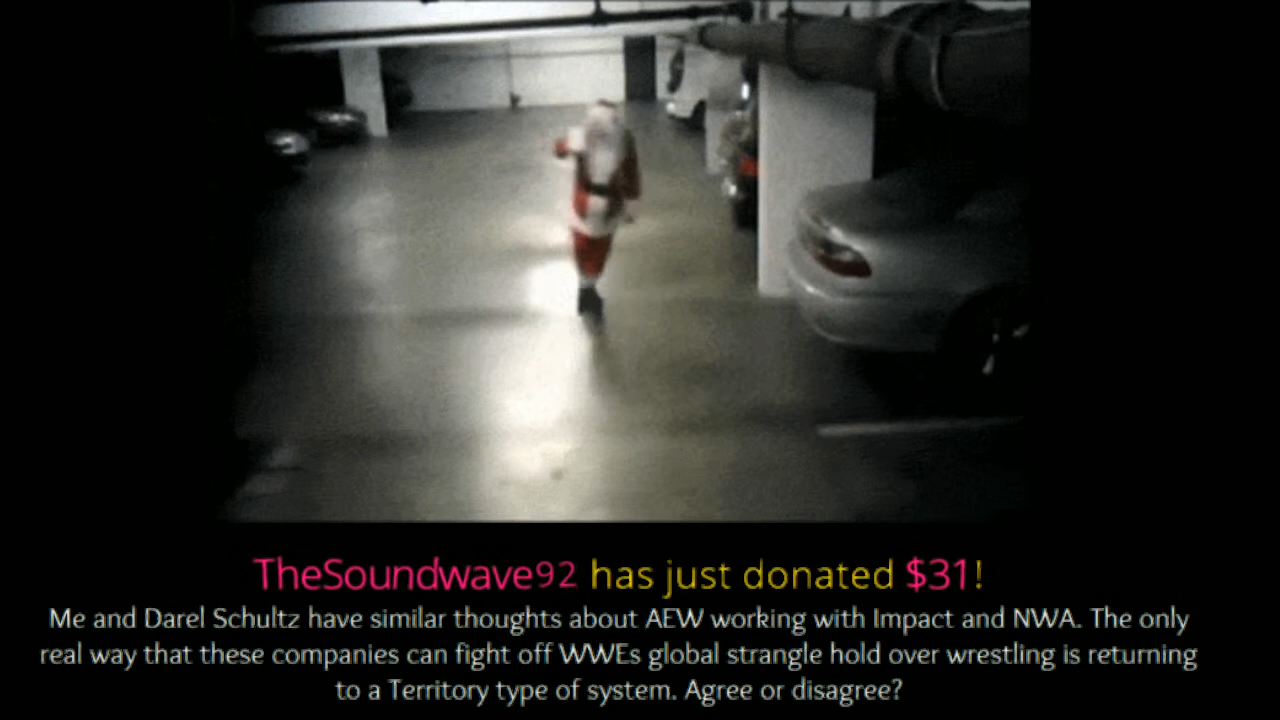 TheSoundwave92 has just donated $31!
Me and Darel Schultz have similar thoughts about AEW working with Impact and NWA. The only
real way that these companies can fight off WWEs global strangle hold over wrestling is returning
to a Territory type of system. Agree or disagree?